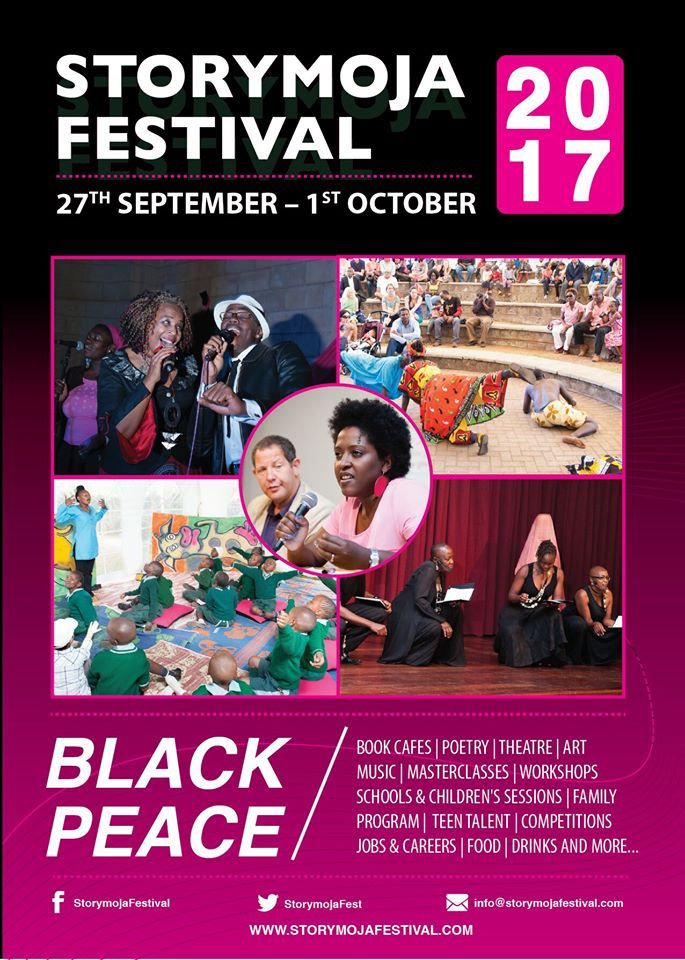 STORYMOJA
FESTIVAL
20
17
27TH SEPTEMBER – 1ST OCTOBER
BLACK
PEACE
BOOK CAFES | POETRY | THEATRE | ART
MUSIC | MASTERCLASSES | WORKSHOPS
SCHOOLS & CHILDREN'S SESSIONS | FAMILY
PROGRAM | TEEN TALENT | COMPETITIONS
JOBS & CAREERS | FOOD | DRINKS AND MORE...
StorymojaFestival
StorymojaFest
info@storymojafestival.com
WWW.STORYMOJAFESTIVAL.COM